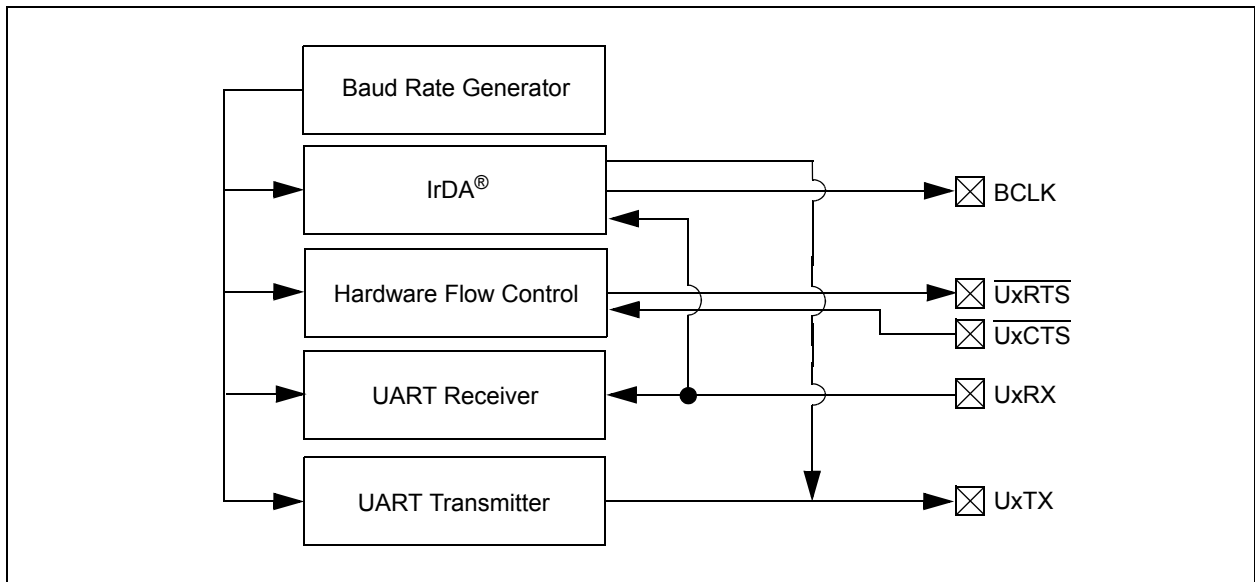 Baud Rate Generator
IrDA®
BCLK
Hardware Flow Control
UxRTS
UxCTS
UART Receiver
UxRX
UART Transmitter
UxTX